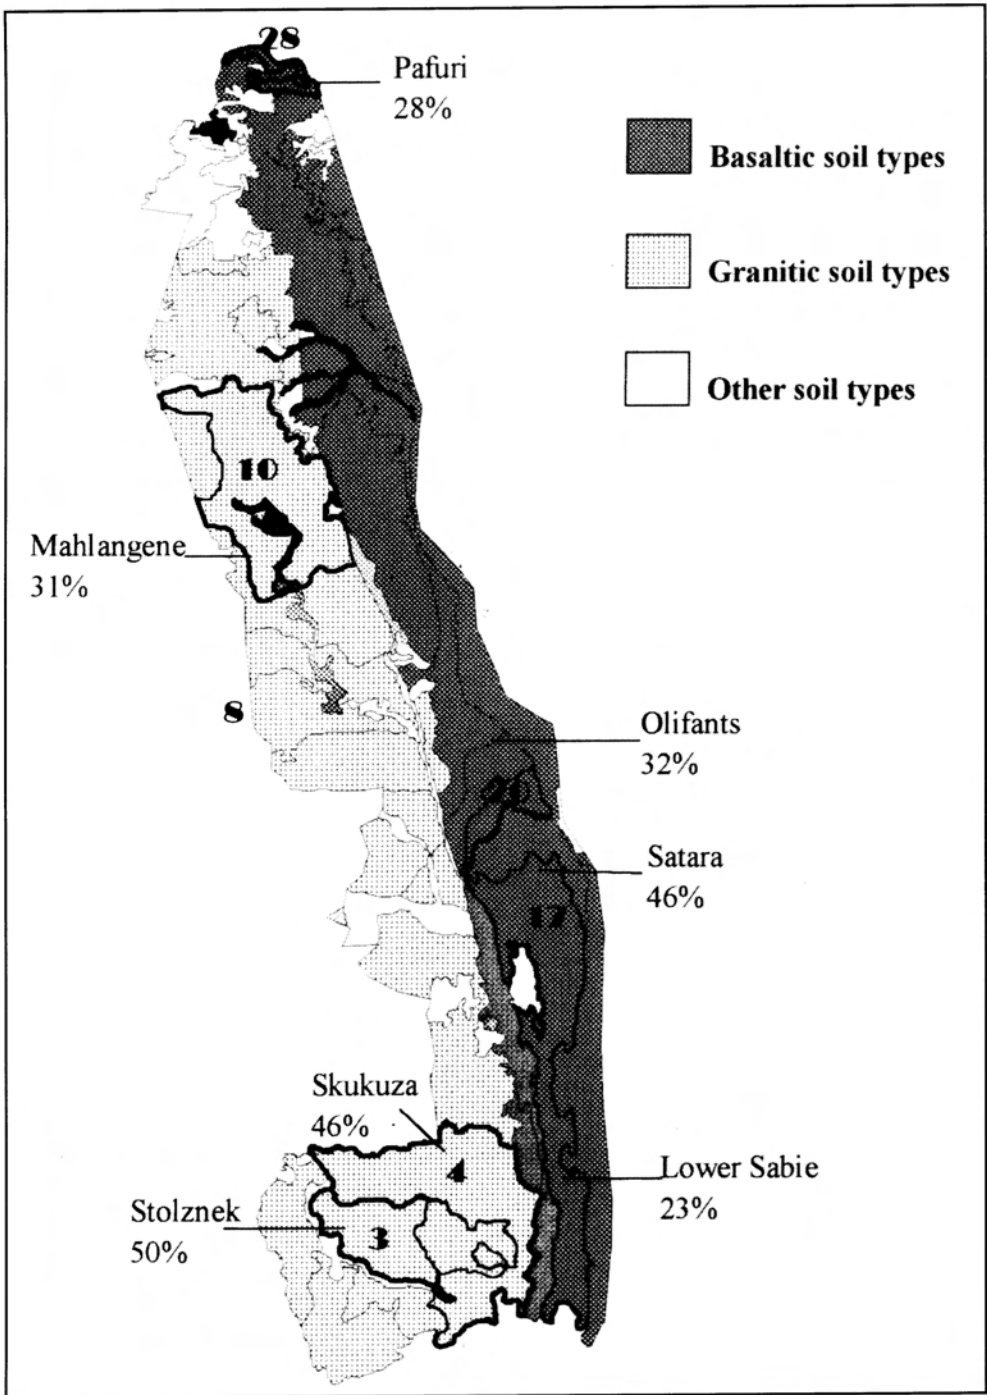 28
Pafuri
28%
Basaltic soil types
Granitic soil types
Other soil types
10
Mahlangene
31%
8
Olifants
32%
Satara
46%
17
Skukuza
46%
4
Lower Sabie
23%
Stolznek
50%
3